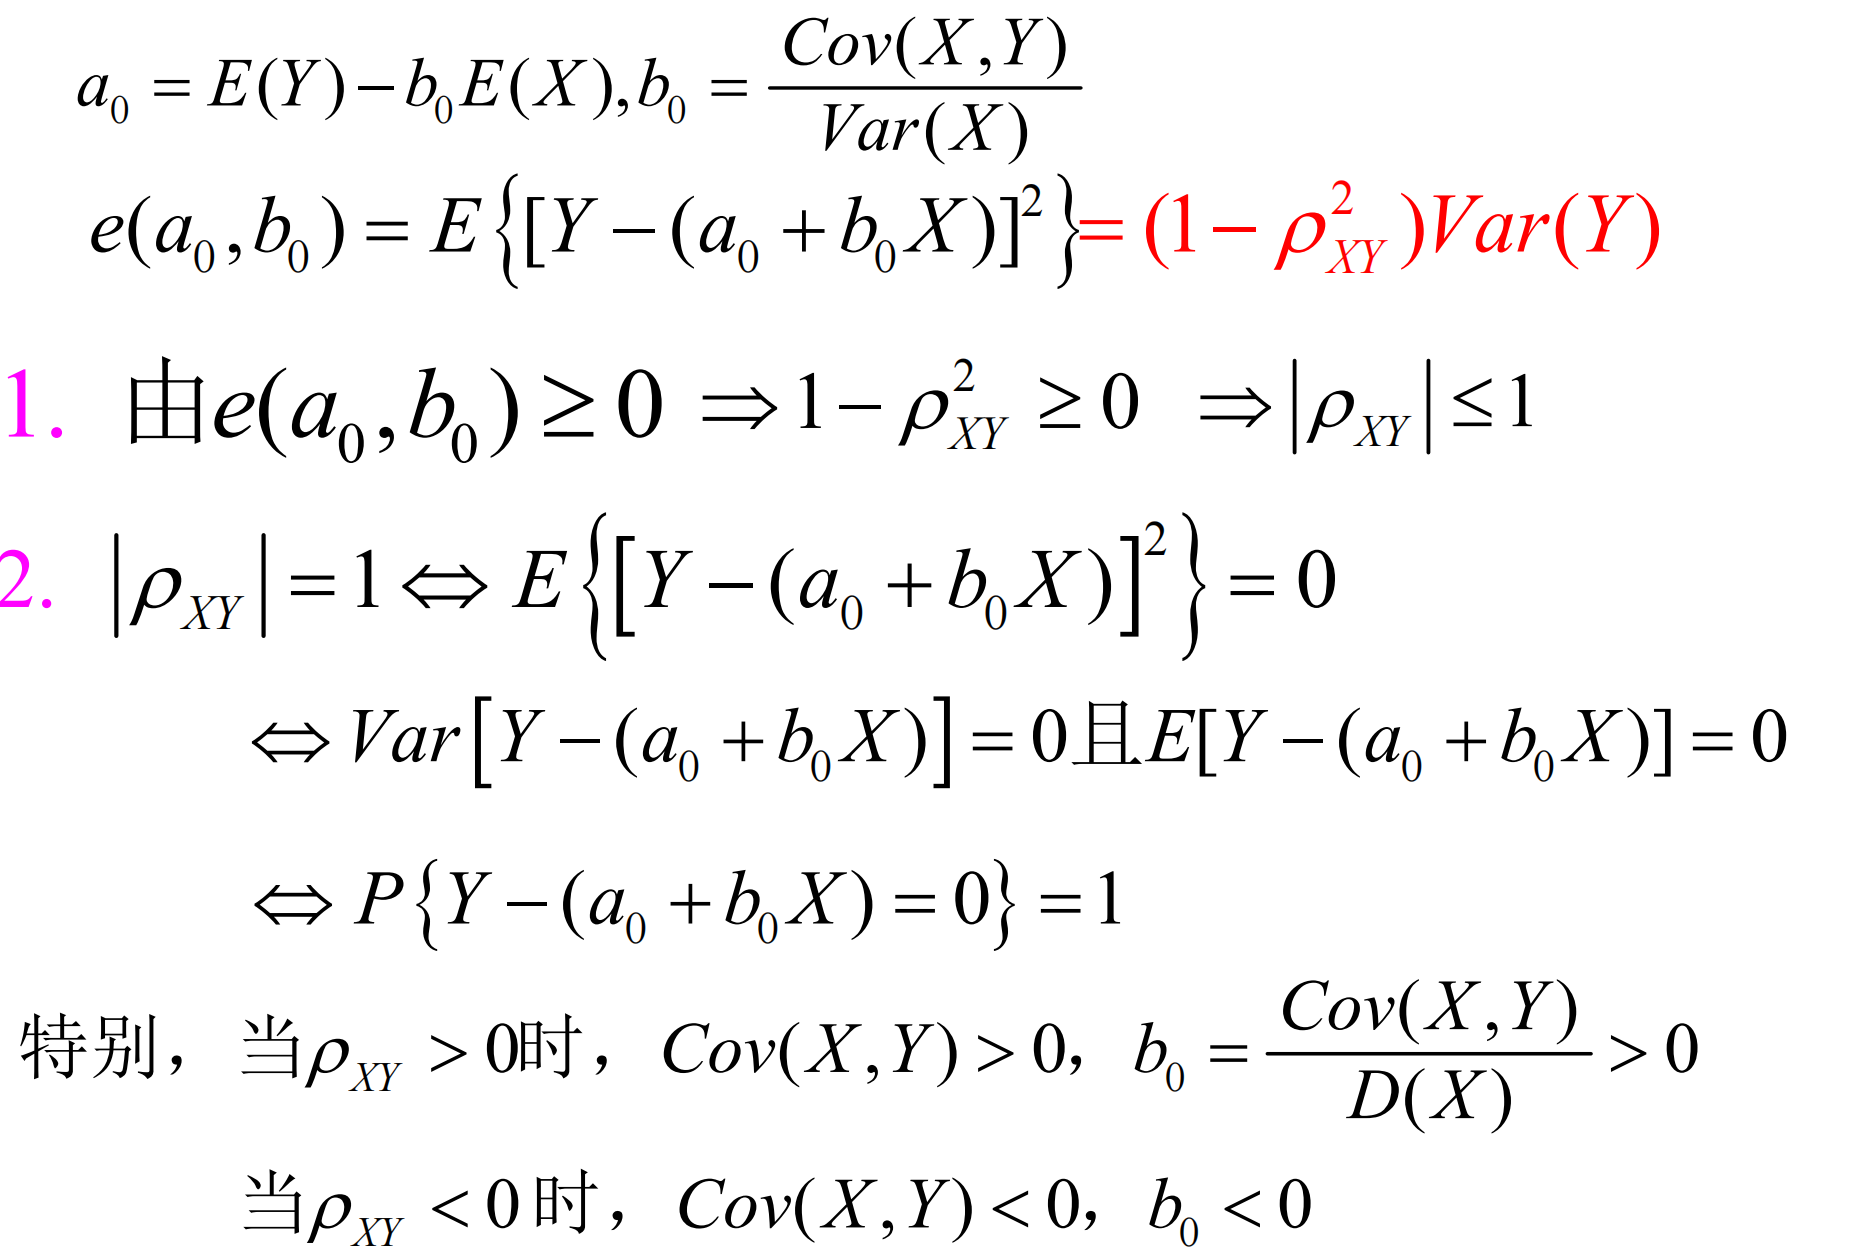 a₀ = E(Y) − b₀E(X), b₀ = Cov(X,Y) / Var(X)
e(a₀,b₀) = E{[Y − (a₀ + b₀X)]²} = (1 − ρ²_XY)Var(Y)
1. 由e(a₀,b₀) ≥ 0 ⇒ 1 − ρ²_XY ≥ 0 ⇒ |ρ_XY| ≤ 1
2. |ρ_XY| = 1 ⇔ E{[Y − (a₀ + b₀X)]²} = 0
⇔ Var[Y − (a₀ + b₀X)] = 0且E[Y − (a₀ + b₀X)] = 0
⇔ P{Y − (a₀ + b₀X) = 0} = 1
特别，当ρ_XY > 0时，Cov(X,Y) > 0，b₀ = Cov(X,Y) / D(X) > 0
当ρ_XY < 0时，Cov(X,Y) < 0，b₀ < 0